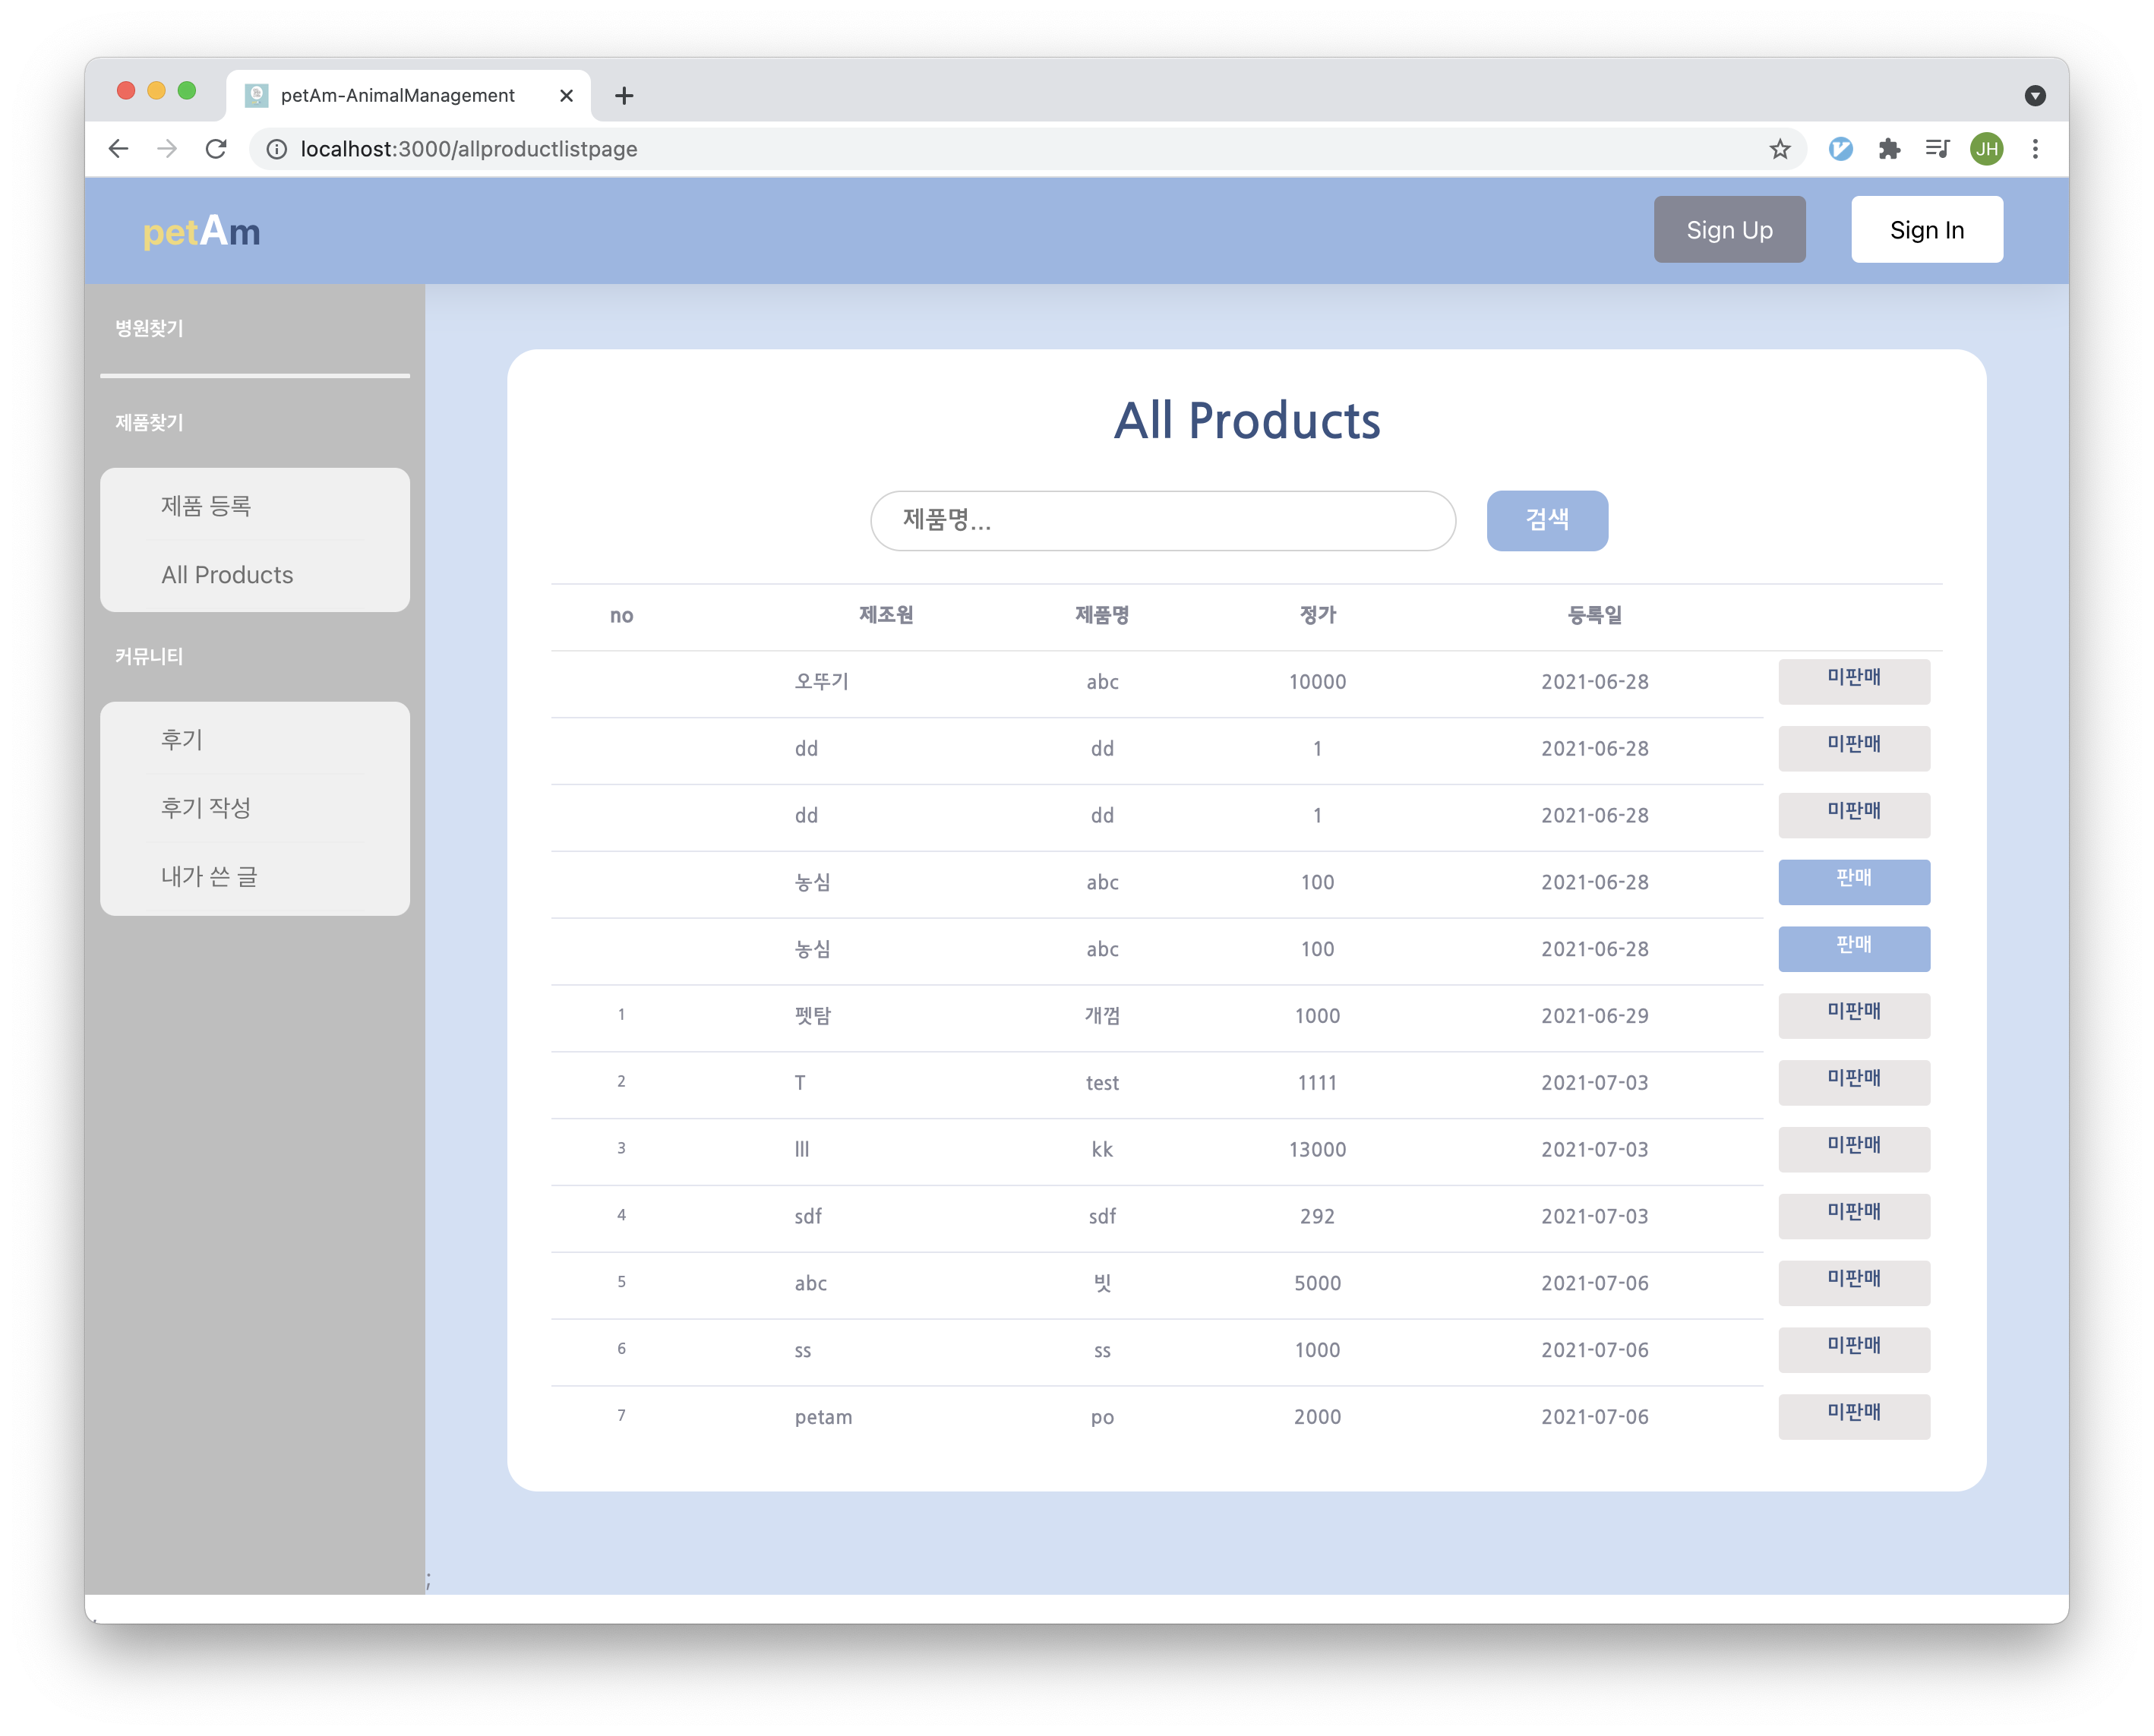 petAm-AnimalManagement
localhost:3000/allproductlistpage
JH
petAm
Sign Up
Sign In
병원찾기
제품찾기
제품 등록
All Products
커뮤니티
후기
후기 작성
내가 쓴 글
All Products
제품명...
검색
no 제조원 제품명 정가 등록일
오뚜기 abc 10000 2021-06-28 미판매
dd dd 1 2021-06-28 미판매
dd dd 1 2021-06-28 미판매
농심 abc 100 2021-06-28 판매
농심 abc 100 2021-06-28 판매
1 펫탐 개껌 1000 2021-06-29 미판매
2 T test 1111 2021-07-03 미판매
3 lll kk 13000 2021-07-03 미판매
4 sdf sdf 292 2021-07-03 미판매
5 abc 빗 5000 2021-07-06 미판매
6 ss ss 1000 2021-07-06 미판매
7 petam po 2000 2021-07-06 미판매
;